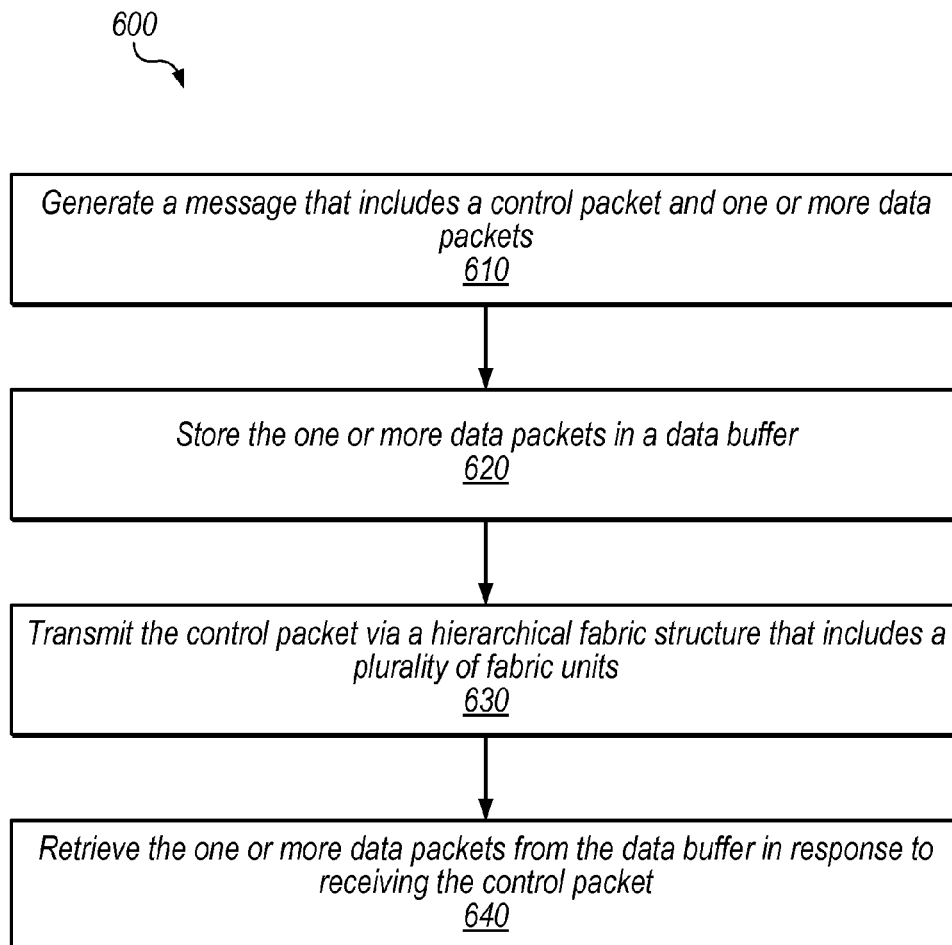 600
Generate a message that includes a control packet and one or more data
packets
610
Store the one or more data packets in a data buffer
620
Transmit the control packet via a hierarchical fabric structure that includes a
plurality of fabric units
630
Retrieve the one or more data packets from the data buffer in response to
receiving the control packet
640